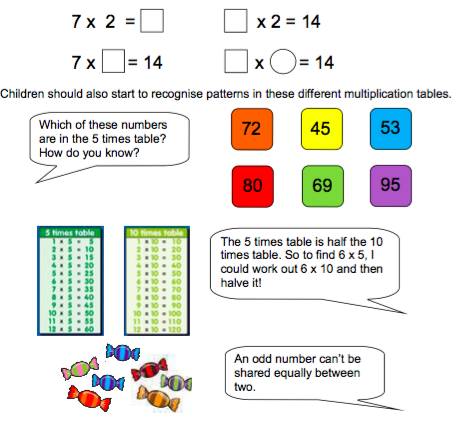 7 x 2 =
x 2 = 14
7 x = 14
x = 14
Children should also start to recognise patterns in these different multiplication tables.
Which of these numbers
are in the 5 times table?
How do you know?
72 45 53
80 69 95
5 times table
1 x 5 = 5
2 x 5 = 10
3 x 5 = 15
4 x 5 = 20
5 x 5 = 25
6 x 5 = 30
7 x 5 = 35
8 x 5 = 40
9 x 5 = 45
10 x 5 = 50
11 x 5 = 55
12 x 5 = 60
10 times table
1 x 10 = 10
2 x 10 = 20
3 x 10 = 30
4 x 10 = 40
5 x 10 = 50
6 x 10 = 60
7 x 10 = 70
8 x 10 = 80
9 x 10 = 90
10 x 10 = 100
11 x 10 = 110
12 x 10 = 120
The 5 times table is half the 10
times table. So to find 6 x 5, I
could work out 6 x 10 and then
halve it!
An odd number can’t be
shared equally between
two.